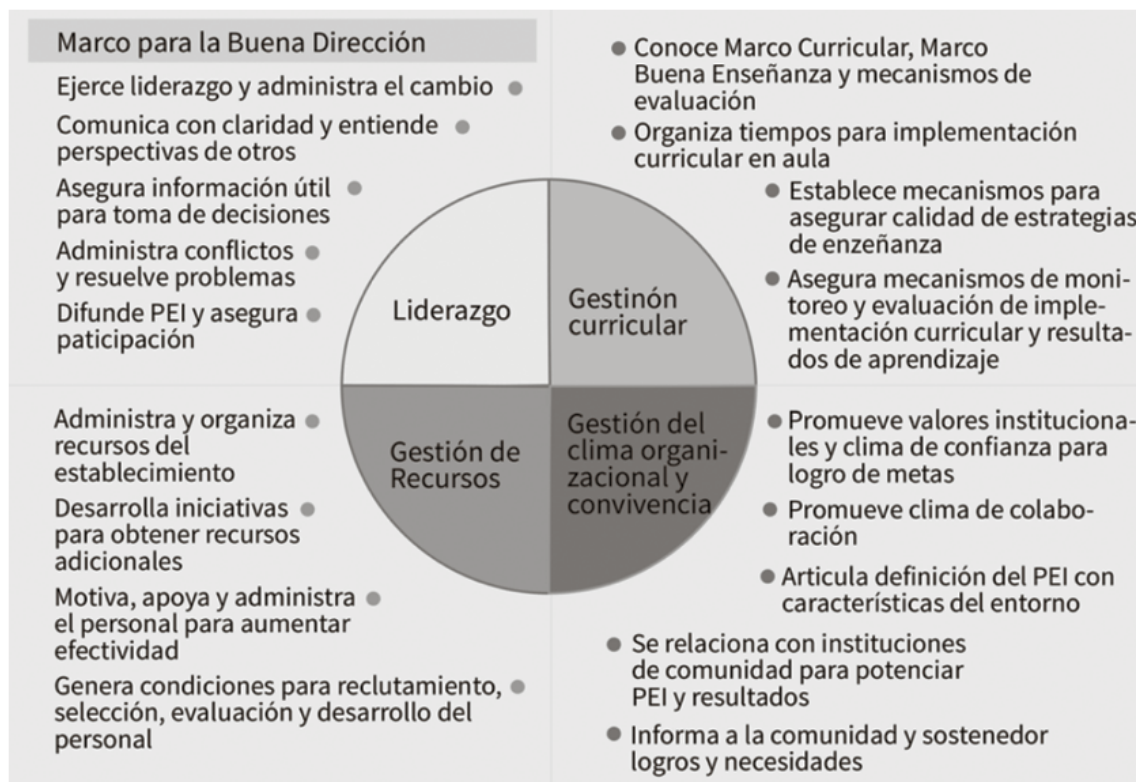 Marco para la Buena Dirección
Ejerce liderazgo y administra el cambio
Comunica con claridad y entiende
perspectivas de otros
Asegura información útil
para toma de decisiones
Administra conflictos
y resuelve problemas
Difunde PEI y asegura
paticipación
Liderazgo
Conoce Marco Curricular, Marco
Buena Enseñanza y mecanismos de
evaluación
Organiza tiempos para implementación
curricular en aula
Establece mecanismos para
asegurar calidad de estrategias
de enzeñanza
Asegura mecanismos de moni-
toreo y evaluación de imple-
mentación curricular y resulta-
dos de aprendizaje
Gestinón
curricular
Administra y organiza
recursos del
establecimiento
Desarrolla iniciativas
para obtener recursos
adicionales
Motiva, apoya y administra
el personal para aumentar
efectividad
Genera condiciones para reclutamiento,
selección, evaluación y desarrollo del
personal
Gestión de
Recursos
Gestión del
clima organi-
zacional y
convivencia
Promueve valores instituciona-
les y clima de confianza para
logro de metas
Promueve clima de colabo-
ración
Articula definición del PEI con
características del entorno
Se relaciona con instituciones
de comunidad para potenciar
PEI y resultados
Informa a la comunidad y sostenedor
logros y necesidades